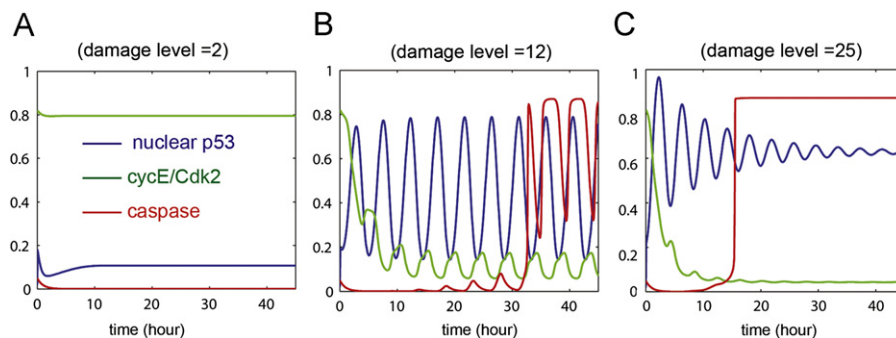 A
B
C
(damage level =2)
(damage level =12)
(damage level =25)
1
0.8
0.6
0.4
0.2
0
nuclear p53
cycE/Cdk2
caspase
0
10
20
30
40
time (hour)
1
0.8
0.6
0.4
0.2
0
0
10
20
30
40
time (hour)
1
0.8
0.6
0.4
0.2
0
0
10
20
30
40
time (hour)